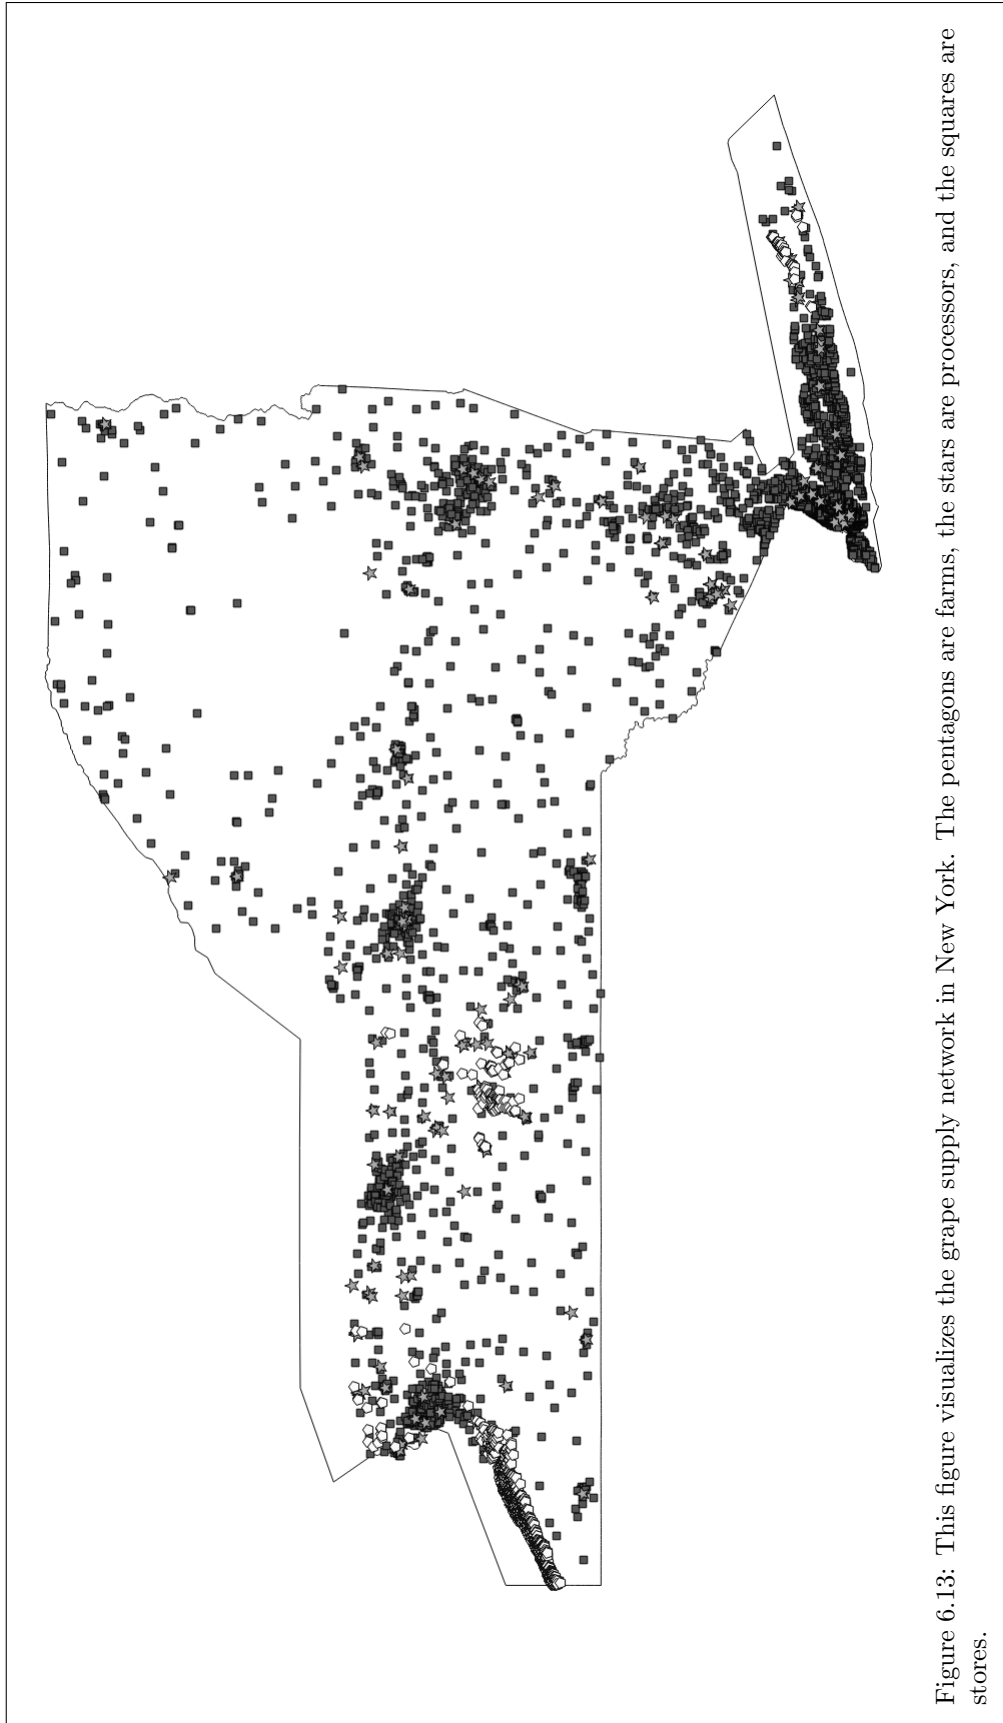 Figure 6.13: This figure visualizes the grape supply network in New York. The pentagons are farms, the stars are processors, and the squares are
stores.